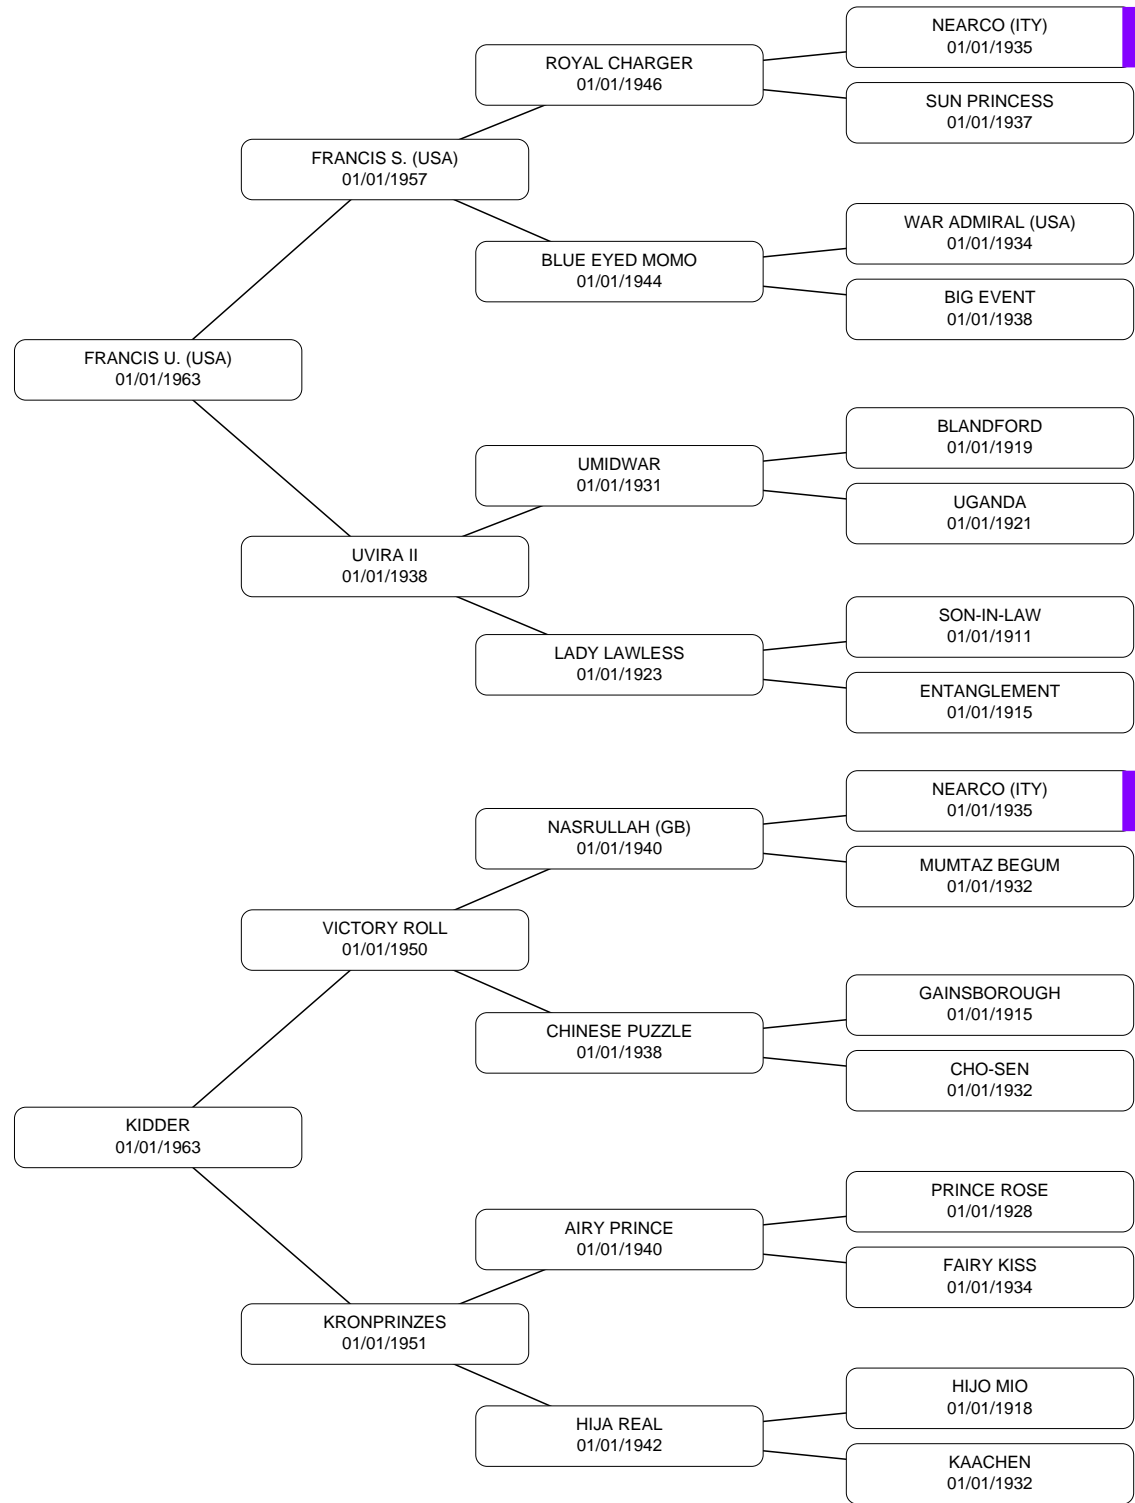 NEARCO (ITY)
01/01/1935
ROYAL CHARGER
01/01/1946
SUN PRINCESS
01/01/1937
FRANCIS S. (USA)
01/01/1957
WAR ADMIRAL (USA)
01/01/1934
BLUE EYED MOMO
01/01/1944
BIG EVENT
01/01/1938
FRANCIS U. (USA)
01/01/1963
BLANDFORD
01/01/1919
UMIDWAR
01/01/1931
UGANDA
01/01/1921
UVIRA II
01/01/1938
SON-IN-LAW
01/01/1911
LADY LAWLESS
01/01/1923
ENTANGLEMENT
01/01/1915
NEARCO (ITY)
01/01/1935
NASRULLAH (GB)
01/01/1940
MUMTAZ BEGUM
01/01/1932
VICTORY ROLL
01/01/1950
GAINSBOROUGH
01/01/1915
CHINESE PUZZLE
01/01/1938
CHO-SEN
01/01/1932
KIDDER
01/01/1963
PRINCE ROSE
01/01/1928
AIRY PRINCE
01/01/1940
FAIRY KISS
01/01/1934
KRONPRINZES
01/01/1951
HIJO MIO
01/01/1918
HIJA REAL
01/01/1942
KAACHEN
01/01/1932